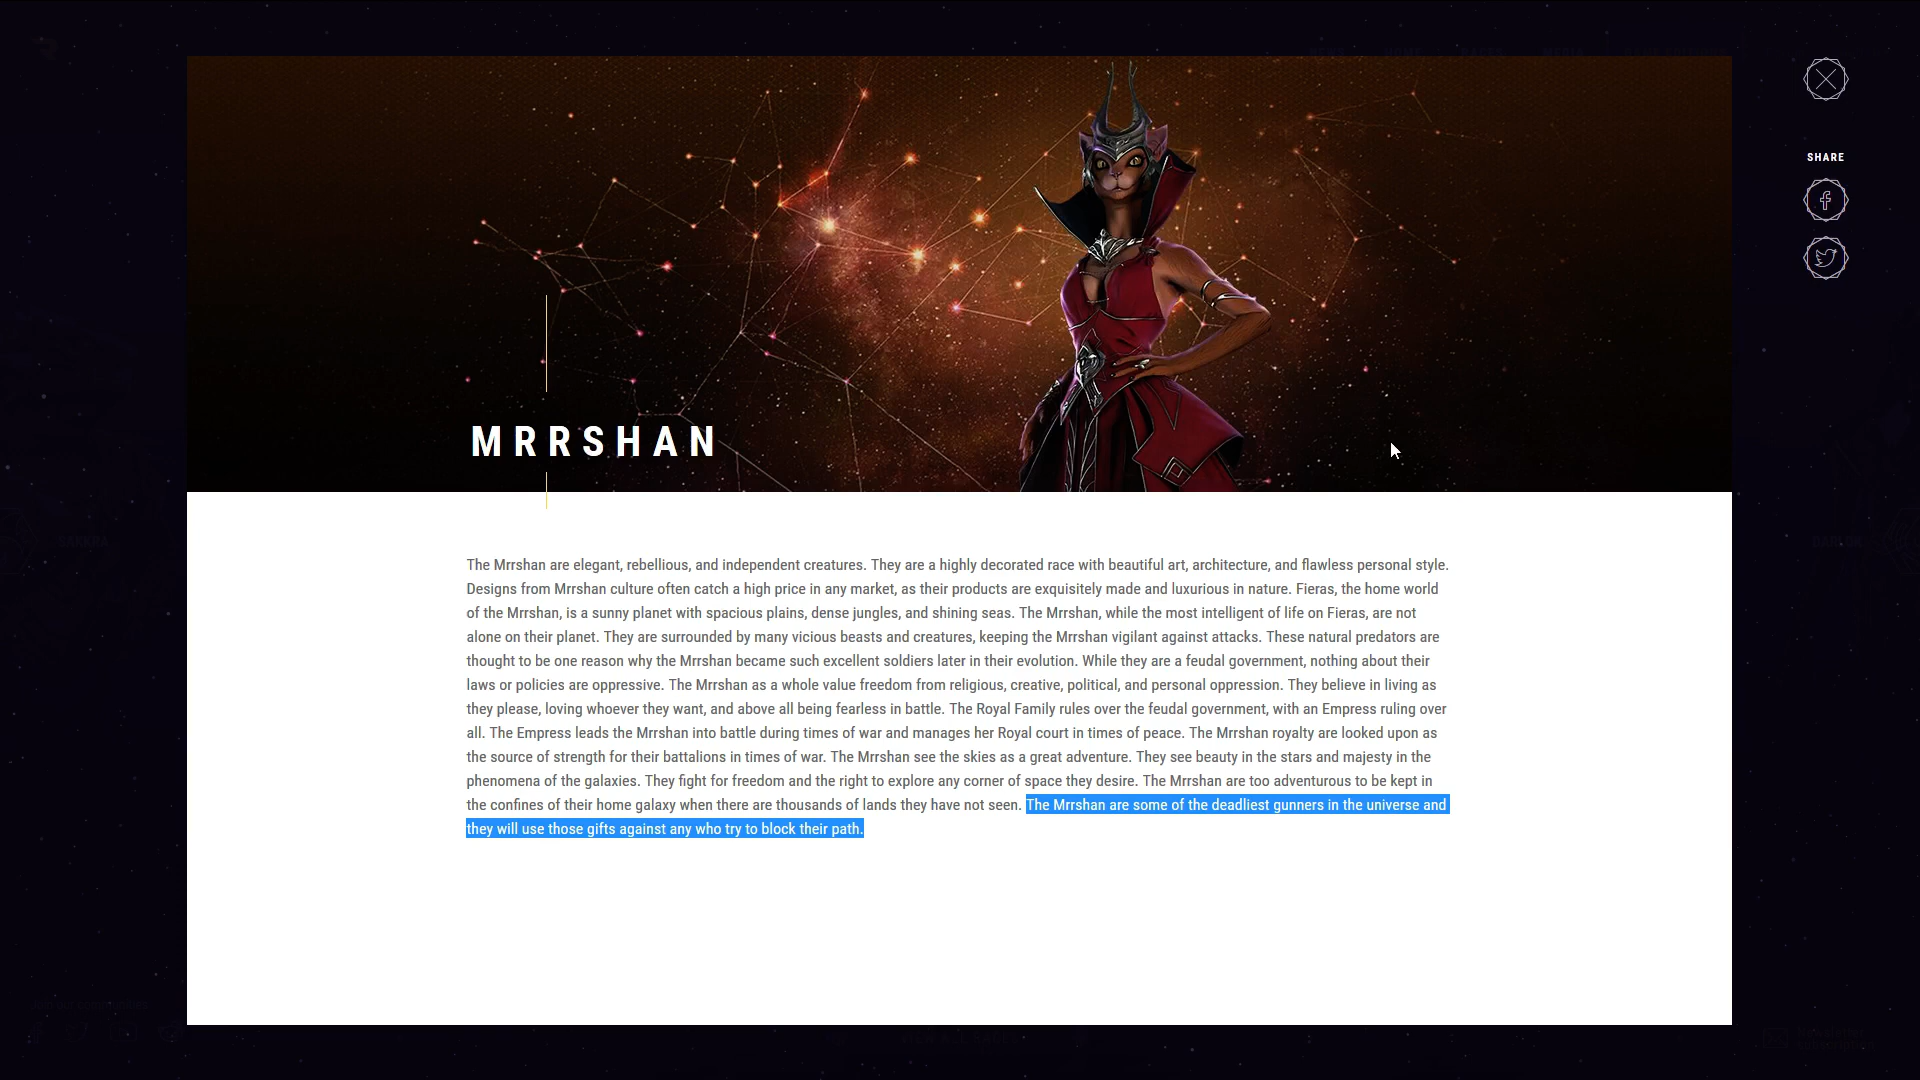 SHARE
MRRSHAN
The Mrrshan are elegant, rebellious, and independent creatures. They are a highly decorated race with beautiful art, architecture, and flawless personal style.
Designs from Mrrshan culture often catch a high price in any market, as their products are exquisitely made and luxurious in nature. Fieras, the home world
of the Mrrshan, is a sunny planet with spacious plains, dense jungles, and shining seas. The Mrrshan, while the most intelligent of life on Fieras, are not
alone on their planet. They are surrounded by many vicious beasts and creatures, keeping the Mrrshan vigilant against attacks. These natural predators are
thought to be one reason why the Mrrshan became such excellent soldiers later in their evolution. While they are a feudal government, nothing about their
laws or policies are oppressive. The Mrrshan as a whole value freedom from religious, creative, political, and personal oppression. They believe in living as
they please, loving whoever they want, and above all being fearless in battle. The Royal Family rules over the feudal government, with an Empress ruling over
all. The Empress leads the Mrrshan into battle during times of war and manages her Royal court in times of peace. The Mrrshan royalty are looked upon as
the source of strength for their battalions in times of war. The Mrrshan see the skies as a great adventure. They see beauty in the stars and majesty in the
phenomena of the galaxies. They fight for freedom and the right to explore any corner of space they desire. The Mrrshan are too adventurous to be kept in
the confines of their home galaxy when there are thousands of lands they have not seen. The Mrrshan are some of the deadliest gunners in the universe and
they will use those gifts against any who try to block their path.